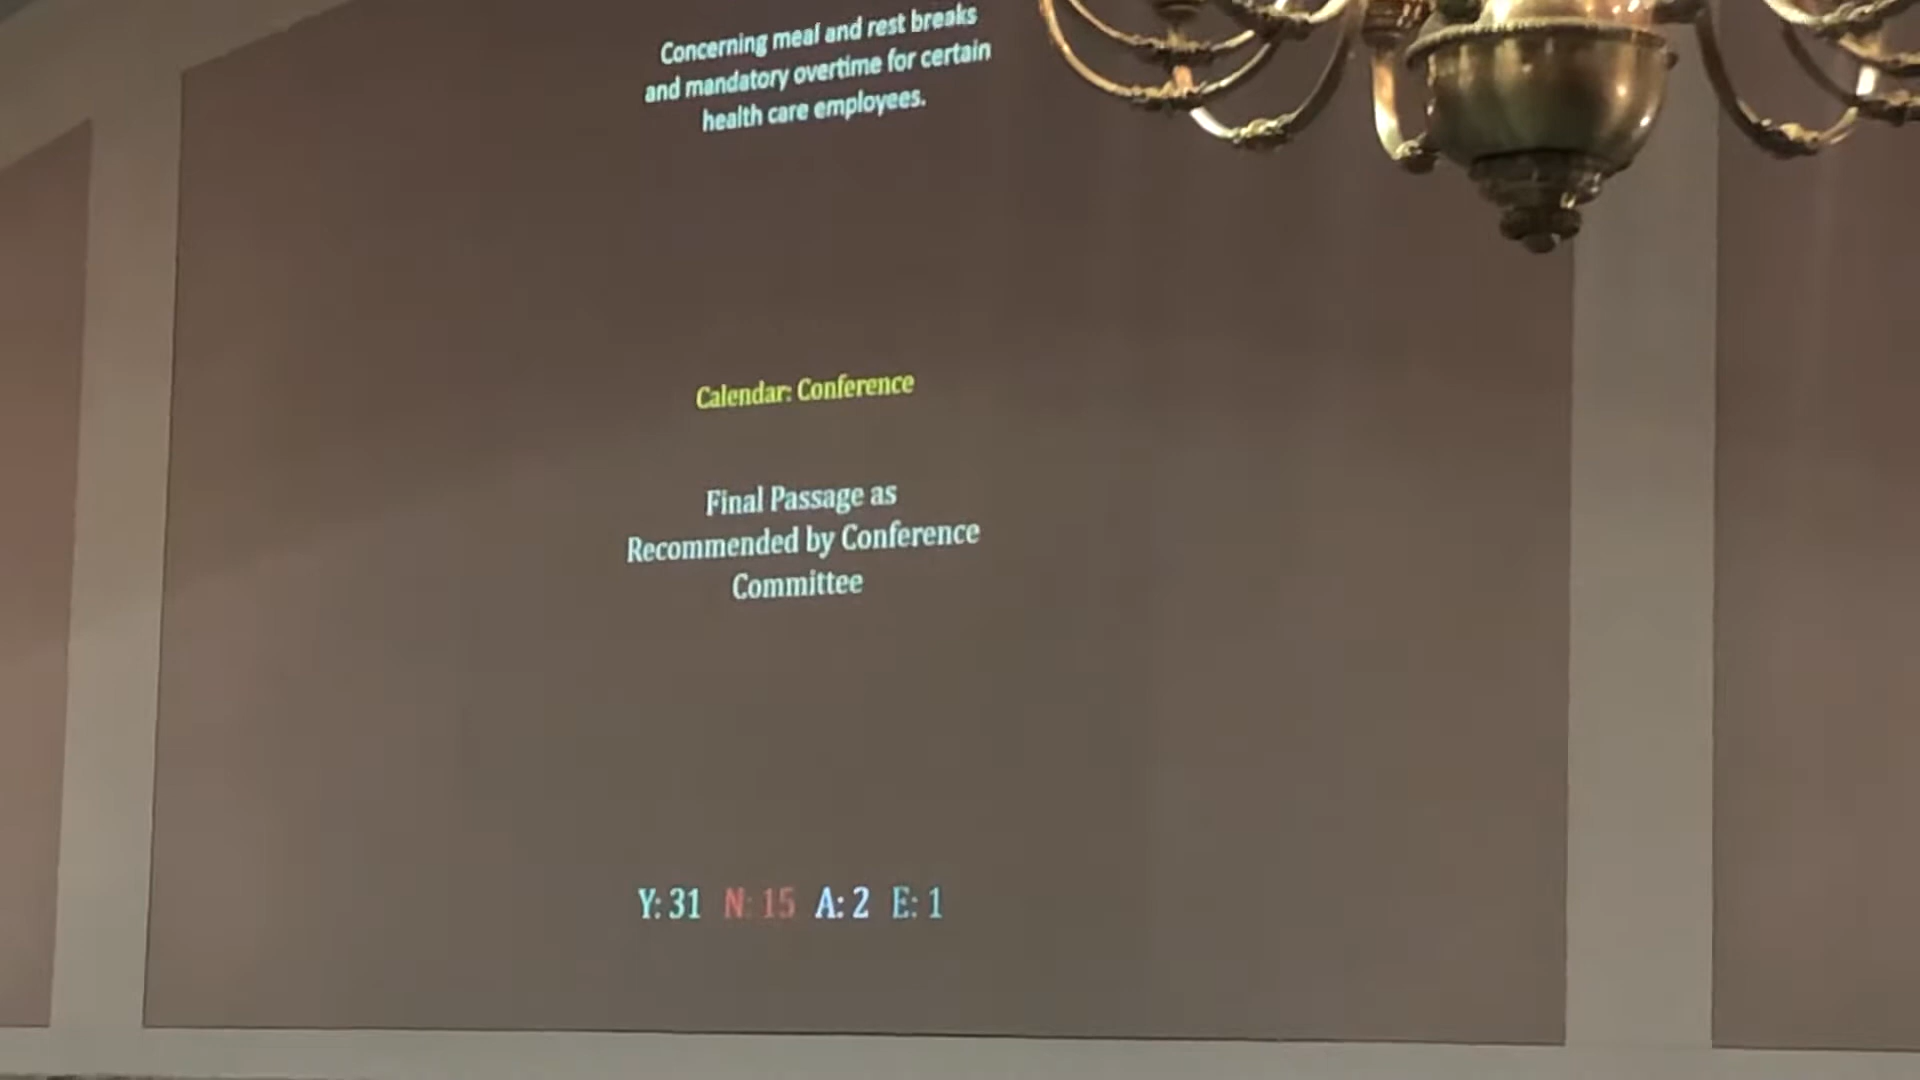 Concerning meal and rest breaks
and mandatory overtime for certain
health care employees.
Calendar: Conference
Final Passage as
Recommended by Conference
Committee
Y: 31 N: 15 A: 2 E: 1